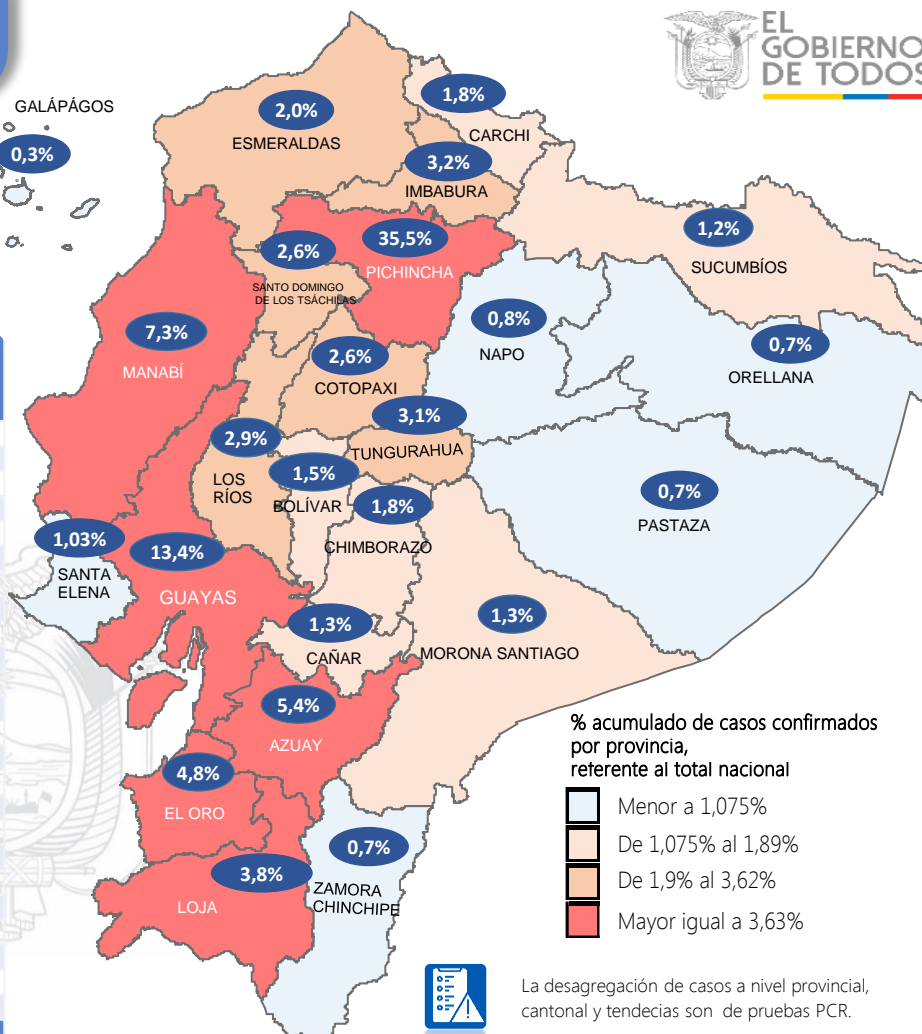 EL
GOBIERNO
DE TODOS
GALÁPÁGOS
0,3%
2,0%
ESMERALDAS
1,8%
CARCHI
3,2%
IMBABURA
1,2%
SUCUMBÍOS
35,5%
PICHINCHA
2,6%
SANTO DOMINGO
DE LOS TSÁCHILAS
7,3%
MANABÍ
0,8%
NAPO
0,7%
ORELLANA
2,6%
COTOPAXI
3,1%
TUNGURAHUA
2,9%
LOS
RÍOS
1,5%
BOLÍVAR
1,8%
CHIMBORAZO
0,7%
PASTAZA
1,03%
SANTA
ELENA
13,4%
GUAYAS
1,3%
CAÑAR
1,3%
MORONA SANTIAGO
5,4%
AZUAY
4,8%
EL ORO
3,8%
LOJA
0,7%
ZAMORA
CHINCHIPE
% acumulado de casos confirmados
por provincia,
referente al total nacional
Menor a 1,075%
De 1,075% al 1,89%
De 1,9% al 3,62%
Mayor igual a 3,63%
La desagregación de casos a nivel provincial,
cantonal y tendecias son de pruebas PCR.